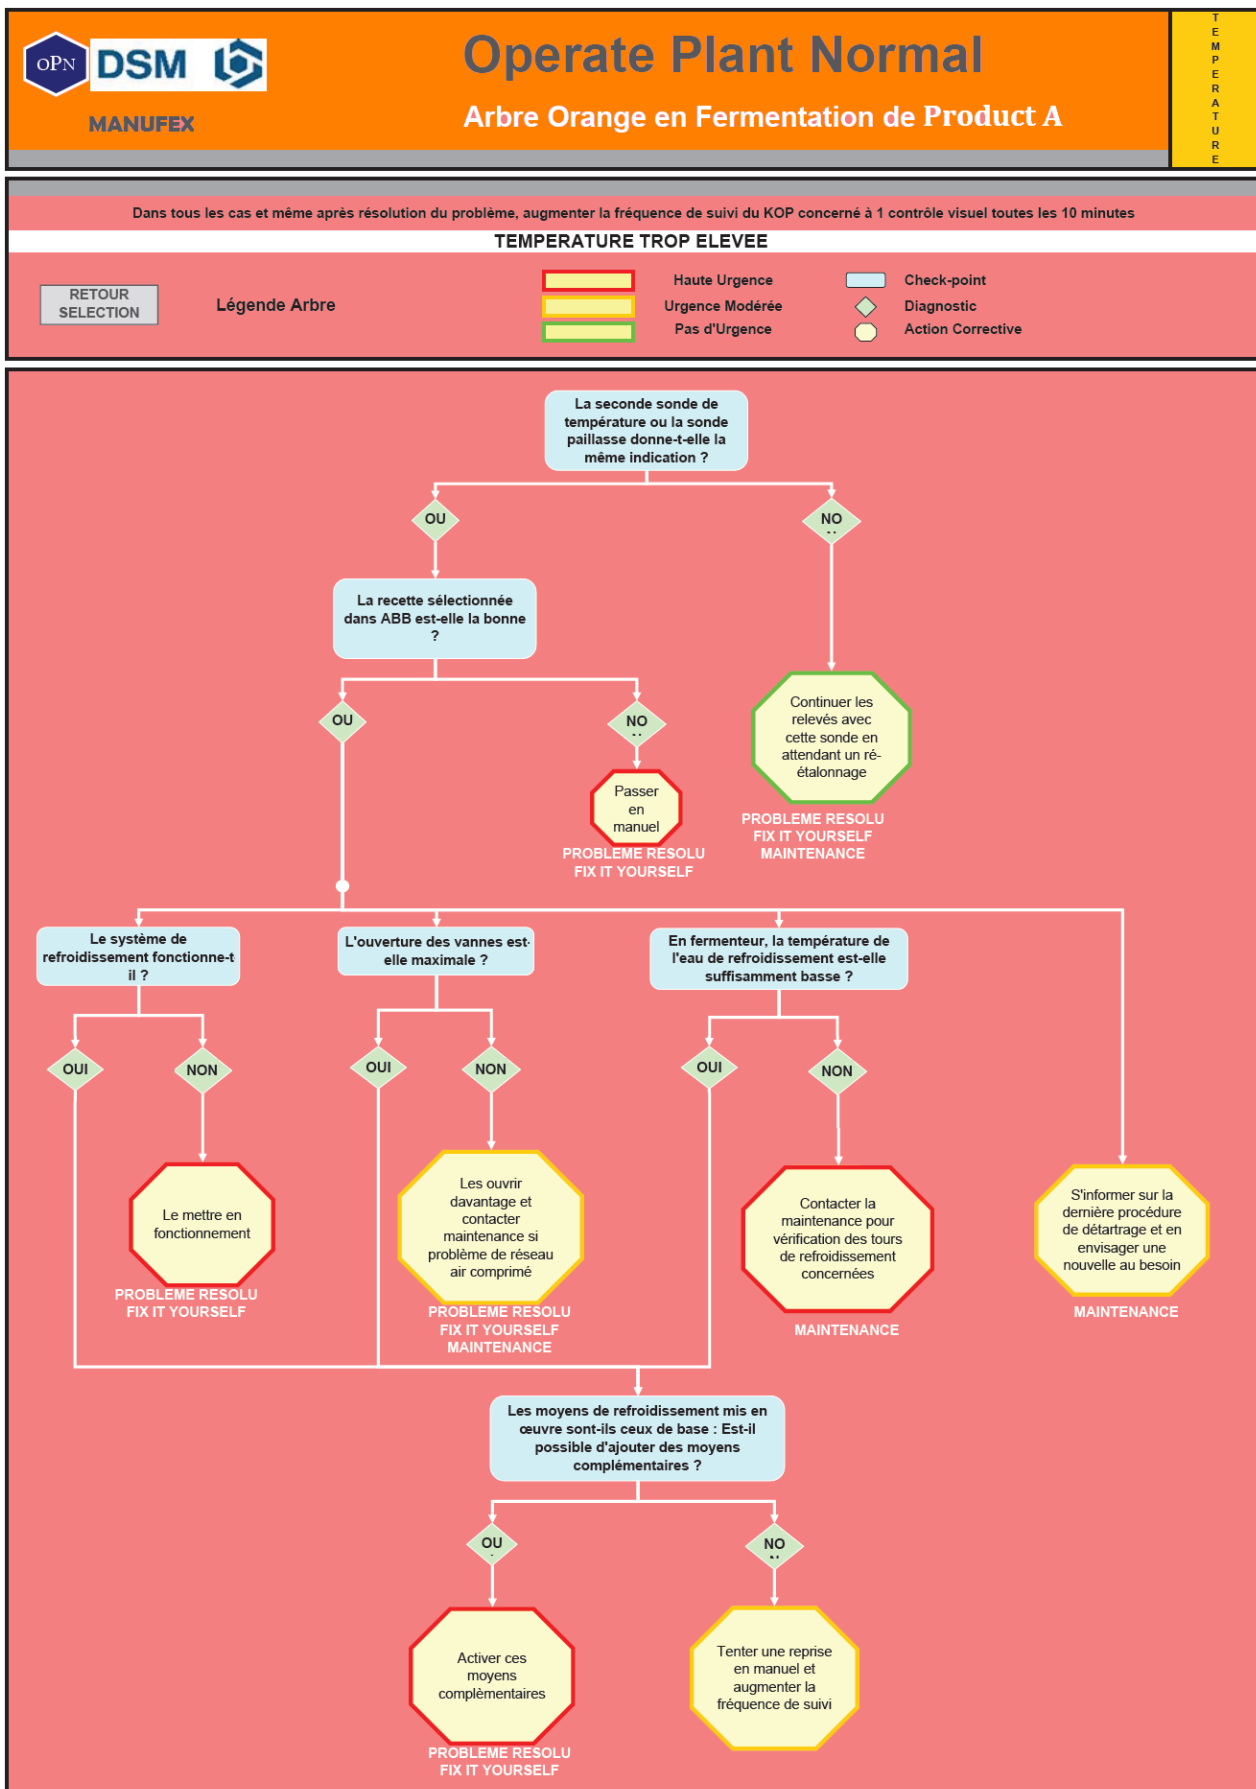 OPN
DSM
MANUFEX
Operate Plant Normal
Arbre Orange en Fermentation de Product A
TEMPERATURE
Dans tous les cas et même après résolution du problème, augmenter la fréquence de suivi du KOP concerné à 1 contrôle visuel toutes les 10 minutes
TEMPERATURE TROP ELEVEE
RETOUR
SELECTION
Légende Arbre
Haute Urgence
Urgence Modérée
Pas d'Urgence
Check-point
Diagnostic
Action Corrective
La seconde sonde de
température ou la sonde
paillasse donne-t-elle la
même indication ?
OU
NO
La recette sélectionnée
dans ABB est-elle la bonne
?
OU
NO
Continuer les
relevés avec
cette sonde en
attendant un ré-
étalonnage
PROBLEME RESOLU
FIX IT YOURSELF
MAINTENANCE
Passer
en
manuel
PROBLEME RESOLU
FIX IT YOURSELF
Le système de
refroidissement fonctionne-t-
il ?
L'ouverture des vannes est-
elle maximale ?
En fermenteur, la température de
l'eau de refroidissement est-elle
suffisamment basse ?
OUI
NON
OUI
NON
OUI
NON
Le mettre en
fonctionnement
PROBLEME RESOLU
FIX IT YOURSELF
Les ouvrir
davantage et
contacter
maintenance si
problème de réseau
air comprimé
PROBLEME RESOLU
FIX IT YOURSELF
MAINTENANCE
Contacter la
maintenance pour
vérification des tours
de refroidissement
concernées
MAINTENANCE
S'informer sur la
dernière procédure
de détartrage et en
envisager une
nouvelle au besoin
MAINTENANCE
Les moyens de refroidissement mis en
œuvre sont-ils ceux de base : Est-il
possible d'ajouter des moyens
complémentaires ?
OU
NO
Activer ces
moyens
complèmentaires
PROBLEME RESOLU
FIX IT YOURSELF
Tenter une reprise
en manuel et
augmenter la
fréquence de suivi